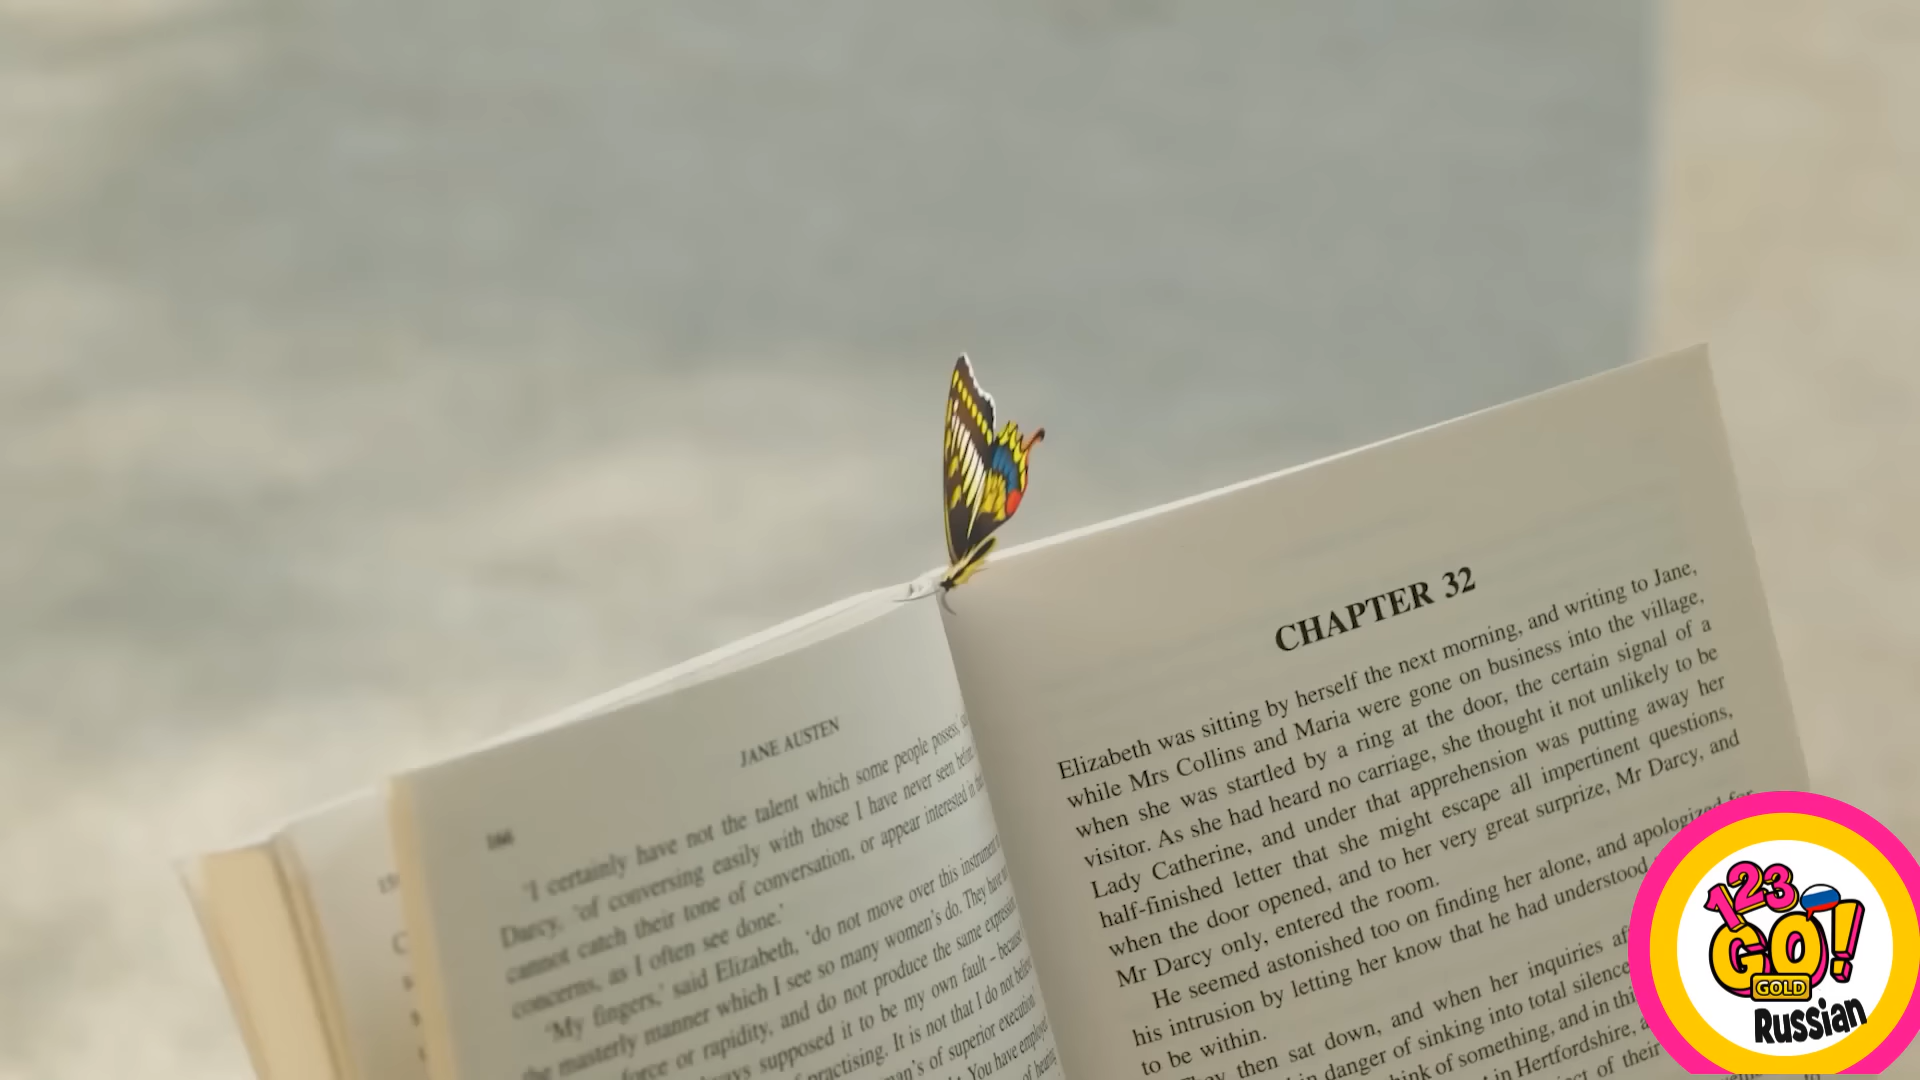 166
JANE AUSTEN
'I certainly have not the talent which some people possess,'
Darcy, 'of conversing easily with those I have never seen before.
cannot catch their tone of conversation, or appear interested in
concerns, as I often see done.'
'My fingers,' said Elizabeth, 'do not move over this instrument
the masterly manner which I see so many women's do. They have
force or rapidity, and do not produce the same expression.
supposed it to be my own fault – because
practising. It is not that I do not believe
of superior execution.'
You have employed
of hearing
CHAPTER 32
Elizabeth was sitting by herself the next morning, and writing to Jane,
while Mrs Collins and Maria were gone on business into the village,
when she was startled by a ring at the door, the certain signal of a
visitor. As she had heard no carriage, she thought it not unlikely to be
Lady Catherine, and under that apprehension was putting away her
half-finished letter that she might escape all impertinent questions,
when the door opened, and to her very great surprize, Mr Darcy, and
Mr Darcy only, entered the room.
He seemed astonished too on finding her alone, and apologized for
his intrusion by letting her know that he had understood
to be within.
They then sat down, and when her inquiries
in danger of sinking into total silence
think of something, and in this
in Hertfordshire,
of their
123
GO!
GOLD
Russian